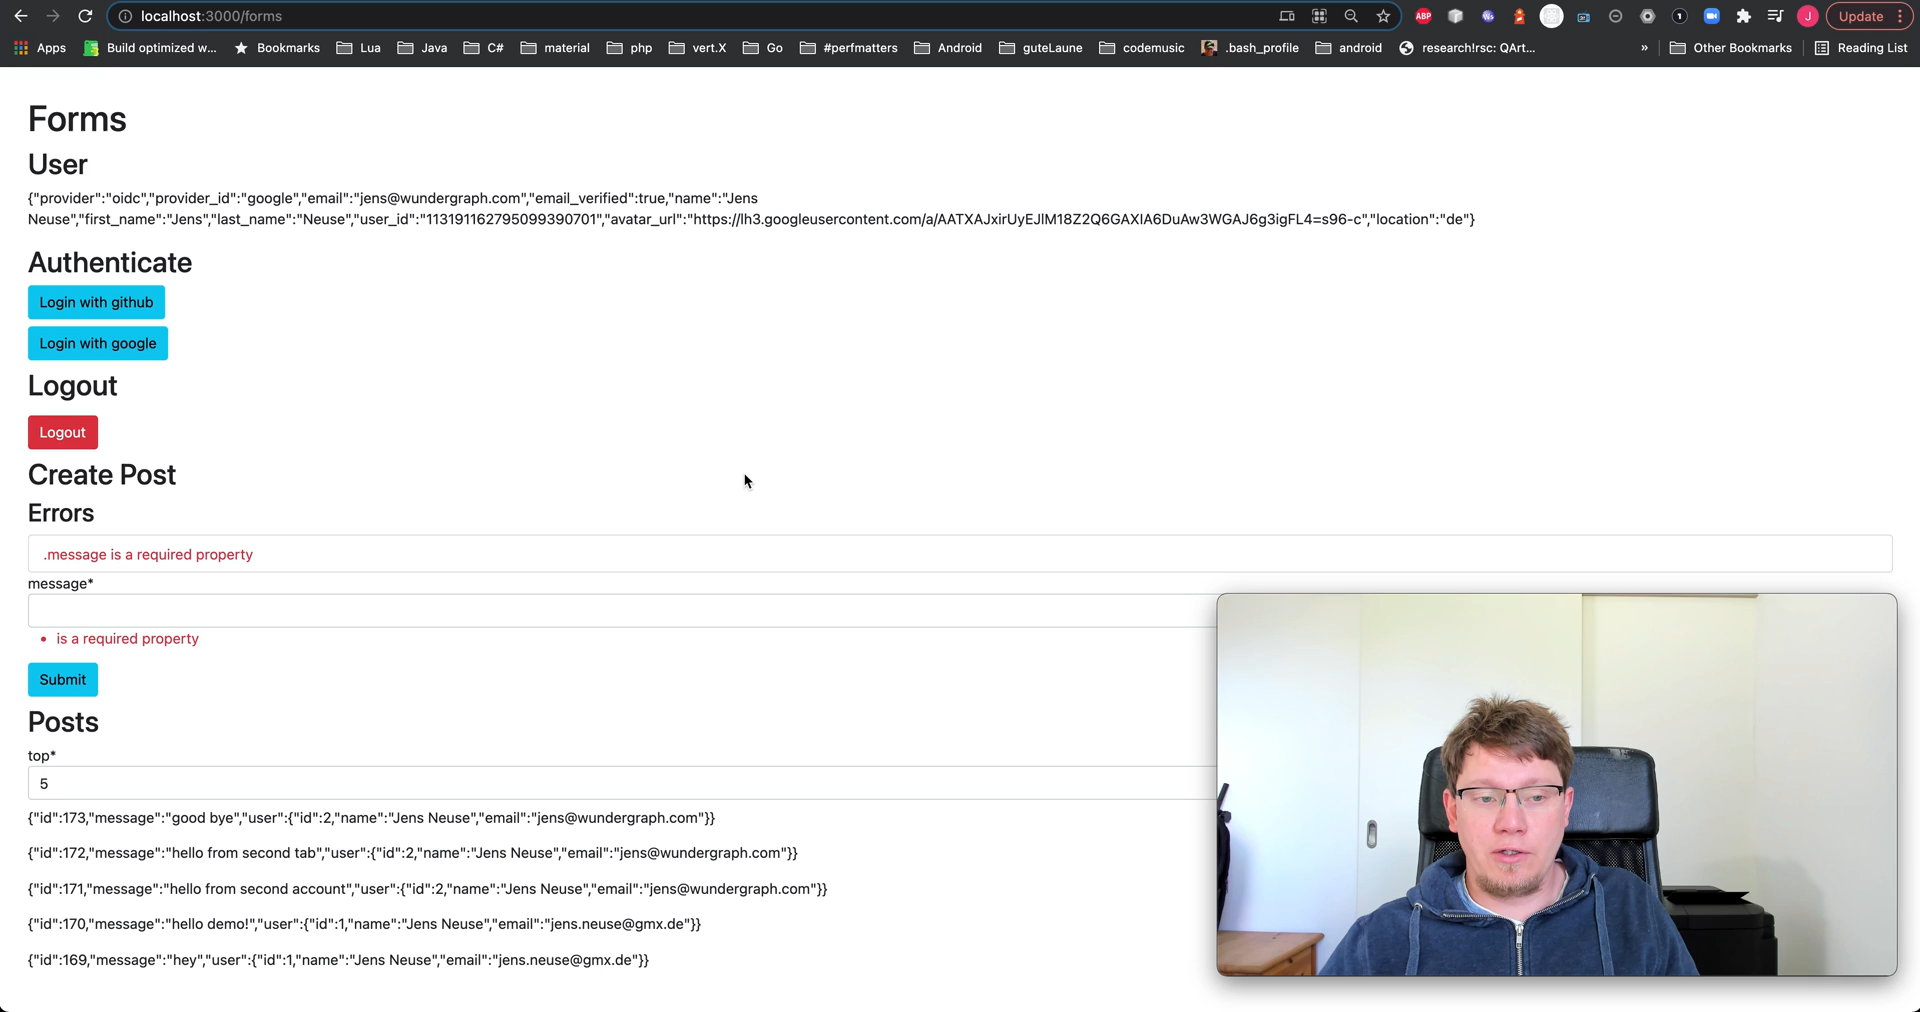 localhost:3000/forms
ABP
Ws
1
J
Update
Apps
Build optimized w...
Bookmarks
Lua
Java
C#
material
php
vert.X
Go
#perfmatters
Android
guteLaune
codemusic
.bash_profile
android
research!rsc: QArt...
»
Other Bookmarks
Reading List
Forms
User
{"provider":"oidc","provider_id":"google","email":"jens@wundergraph.com","email_verified":true,"name":"Jens
Neuse","first_name":"Jens","last_name":"Neuse","user_id":"113191162795099390701","avatar_url":"https://lh3.googleusercontent.com/a/AATXAJxirUyEJlM18Z2Q6GAXIA6DuAw3WGAJ6g3igFL4=s96-c","location":"de"}
Authenticate
Login with github
Login with google
Logout
Logout
Create Post
Errors
.message is a required property
message*
• is a required property
Submit
Posts
top*
5
{"id":173,"message":"good bye","user":{"id":2,"name":"Jens Neuse","email":"jens@wundergraph.com"}}
{"id":172,"message":"hello from second tab","user":{"id":2,"name":"Jens Neuse","email":"jens@wundergraph.com"}}
{"id":171,"message":"hello from second account","user":{"id":2,"name":"Jens Neuse","email":"jens@wundergraph.com"}}
{"id":170,"message":"hello demo!","user":{"id":1,"name":"Jens Neuse","email":"jens.neuse@gmx.de"}}
{"id":169,"message":"hey","user":{"id":1,"name":"Jens Neuse","email":"jens.neuse@gmx.de"}}